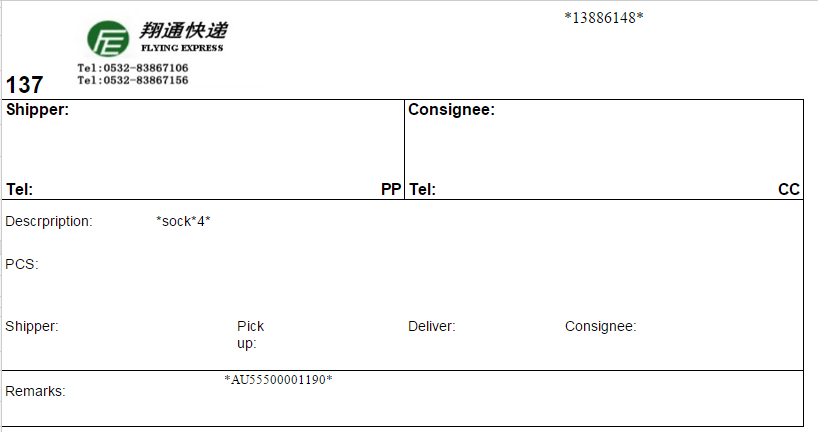 *13886148*
翔通快递
FLYING EXPRESS
Tel:0532-83867106
Tel:0532-83867156
137
Shipper: Consignee:
Tel: PP Tel: CC
Descrpription: *sock*4*
PCS:
Shipper: Pick up: Deliver: Consignee:
*AU55500001190*
Remarks: